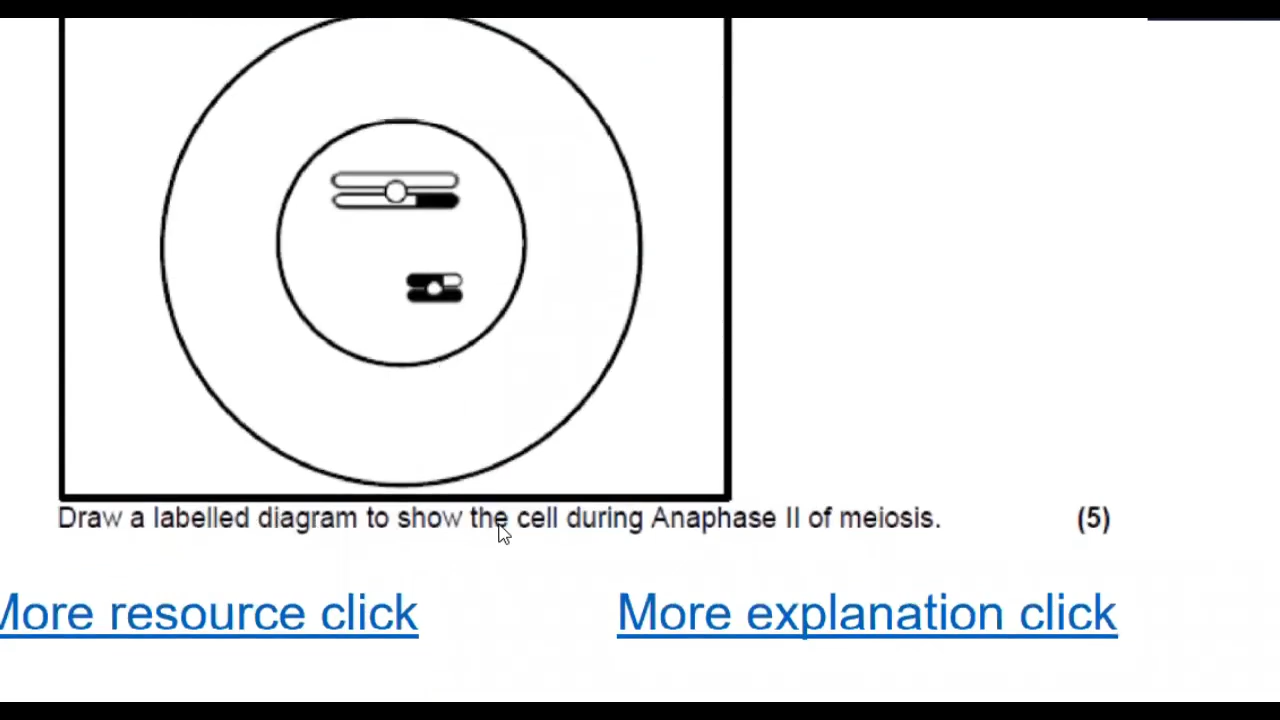 Draw a labelled diagram to show the cell during Anaphase II of meiosis. (5)
More resource click
More explanation click